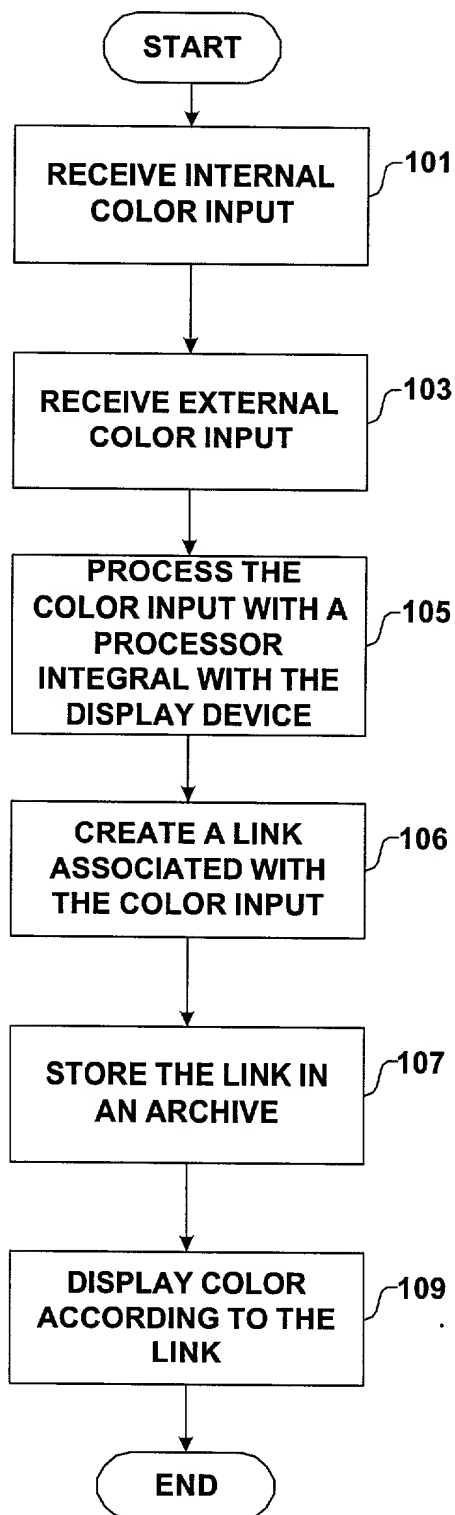 START
RECEIVE INTERNAL
COLOR INPUT
101
RECEIVE EXTERNAL
COLOR INPUT
103
PROCESS THE
COLOR INPUT WITH A
PROCESSOR
INTEGRAL WITH THE
DISPLAY DEVICE
105
CREATE A LINK
ASSOCIATED WITH
THE COLOR INPUT
106
STORE THE LINK IN
AN ARCHIVE
107
DISPLAY COLOR
ACCORDING TO THE
LINK
109
END